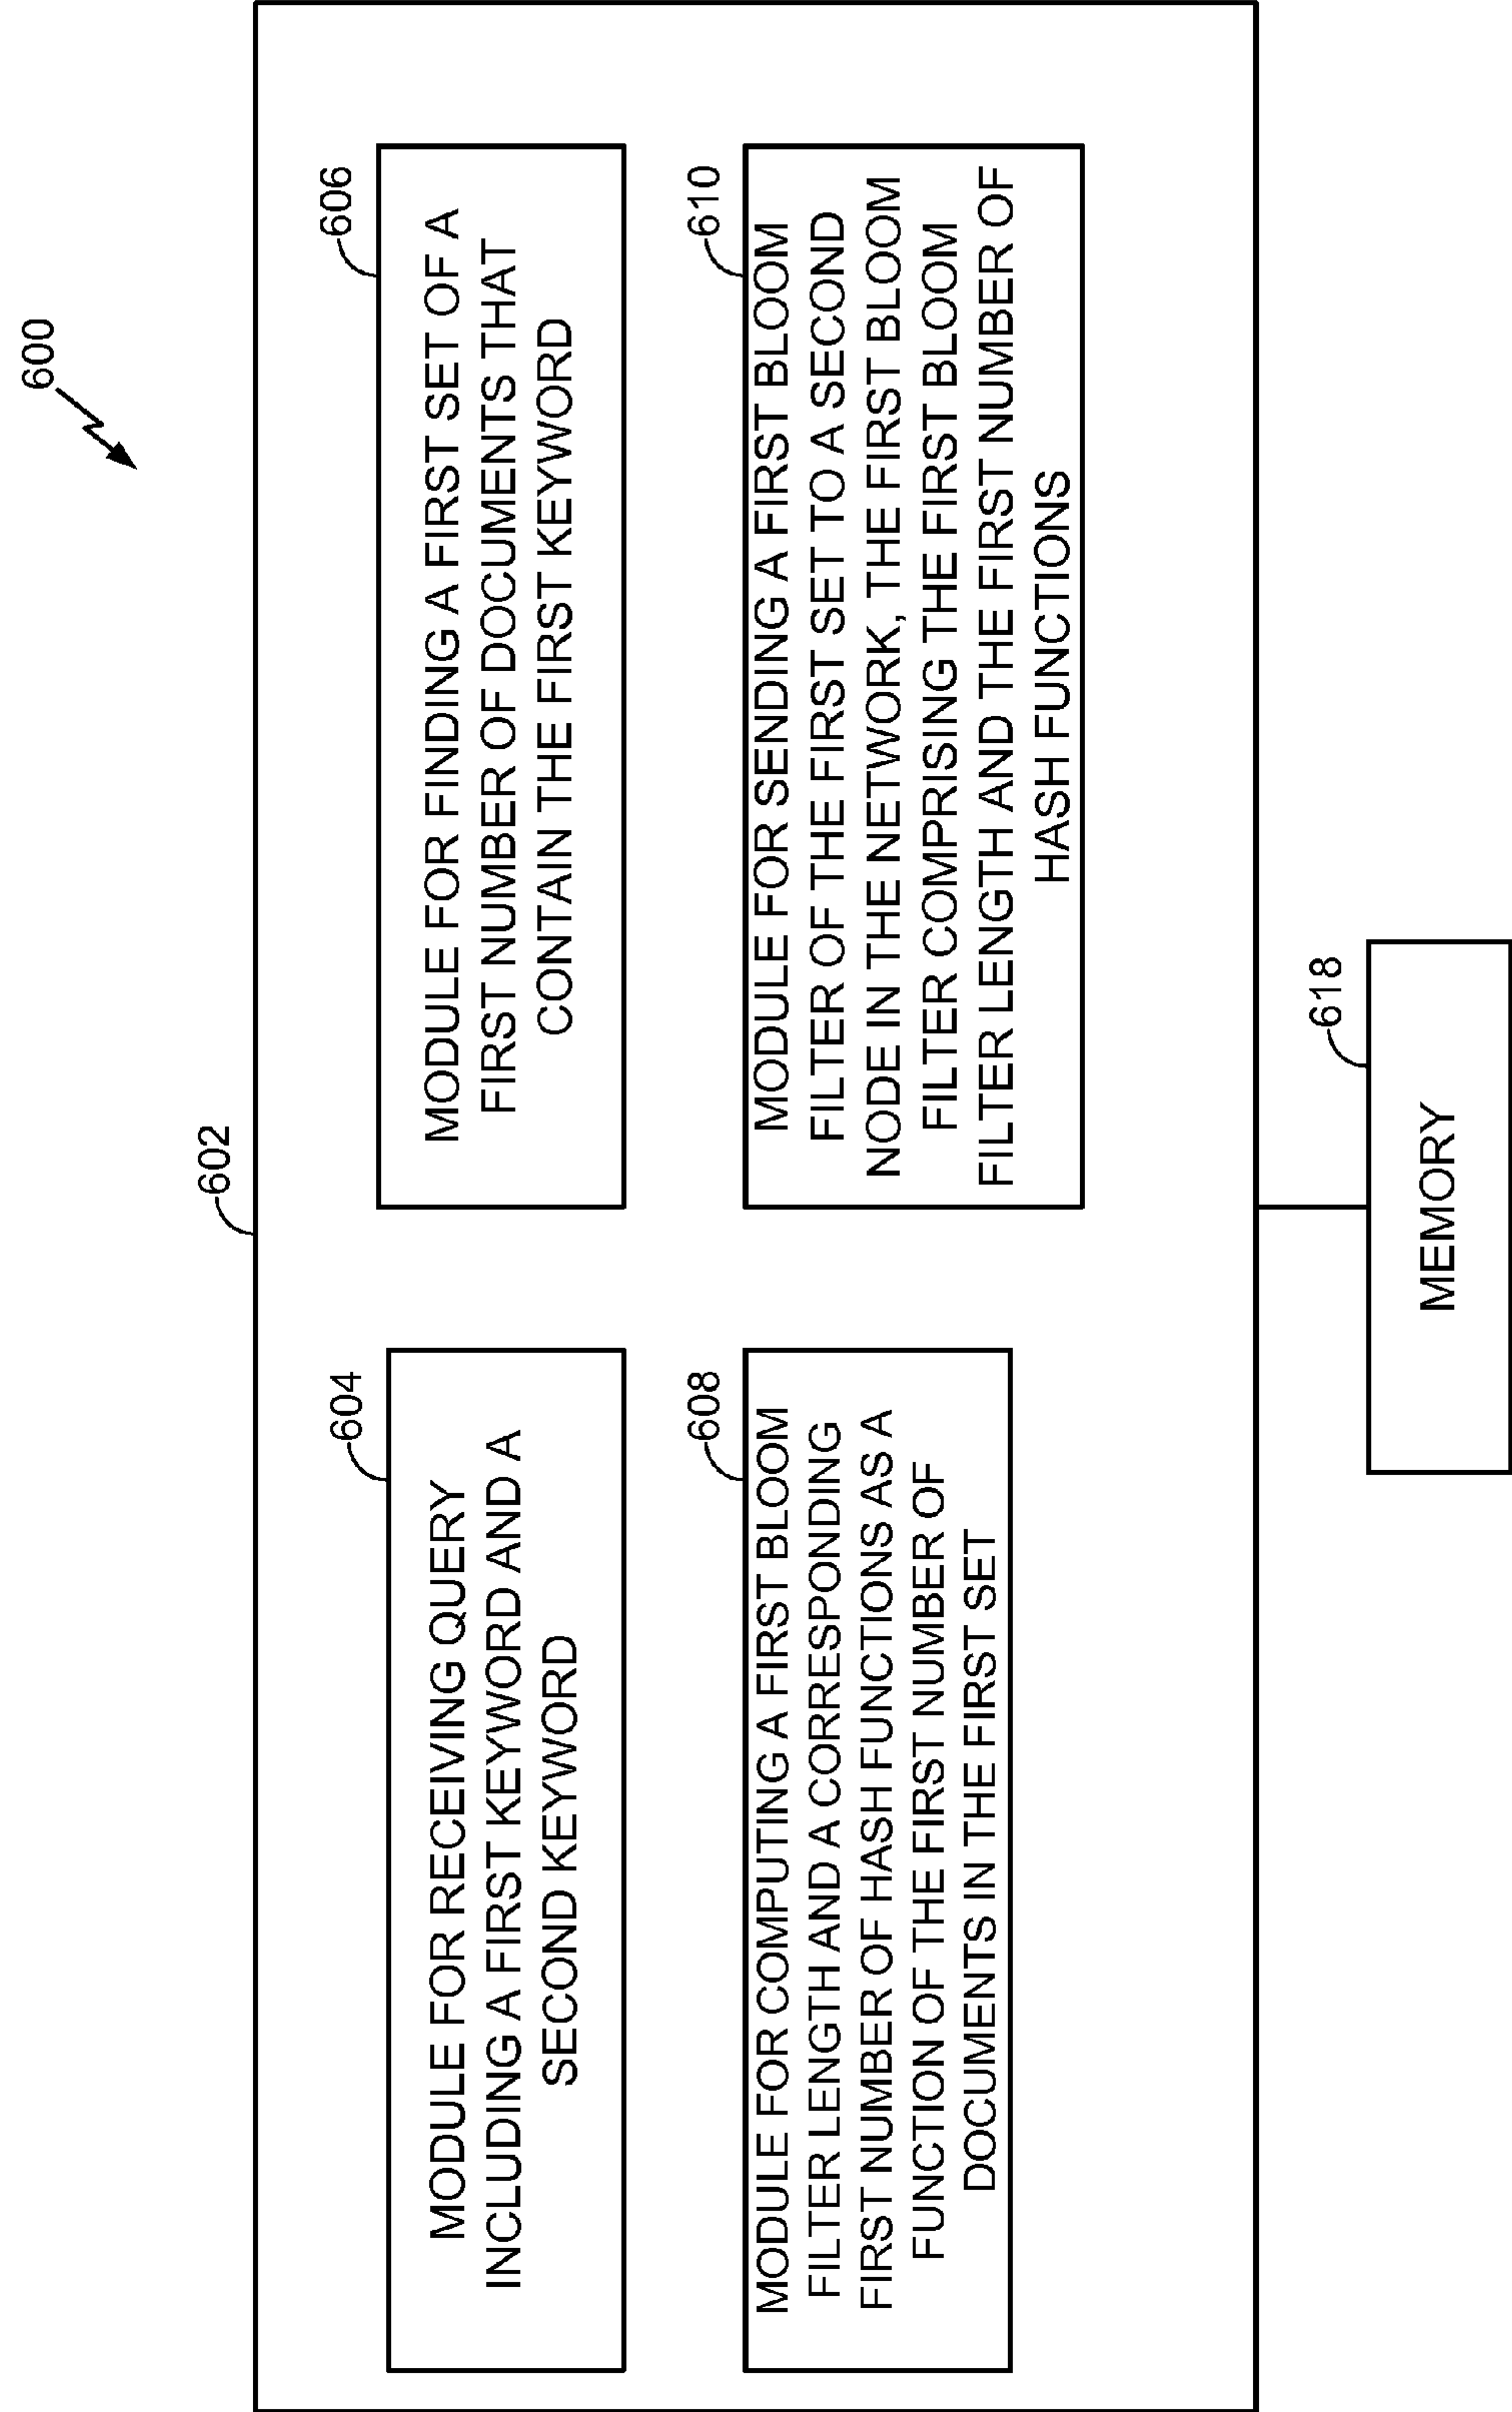 600
602
604
MODULE FOR RECEIVING QUERY
INCLUDING A FIRST KEYWORD AND A
SECOND KEYWORD
606
MODULE FOR FINDING A FIRST SET OF A
FIRST NUMBER OF DOCUMENTS THAT
CONTAIN THE FIRST KEYWORD
608
MODULE FOR COMPUTING A FIRST BLOOM
FILTER LENGTH AND A CORRESPONDING
FIRST NUMBER OF HASH FUNCTIONS AS A
FUNCTION OF THE FIRST NUMBER OF
DOCUMENTS IN THE FIRST SET
610
MODULE FOR SENDING A FIRST BLOOM
FILTER OF THE FIRST SET TO A SECOND
NODE IN THE NETWORK, THE FIRST BLOOM
FILTER COMPRISING THE FIRST BLOOM
FILTER LENGTH AND THE FIRST NUMBER OF
HASH FUNCTIONS
618
MEMORY